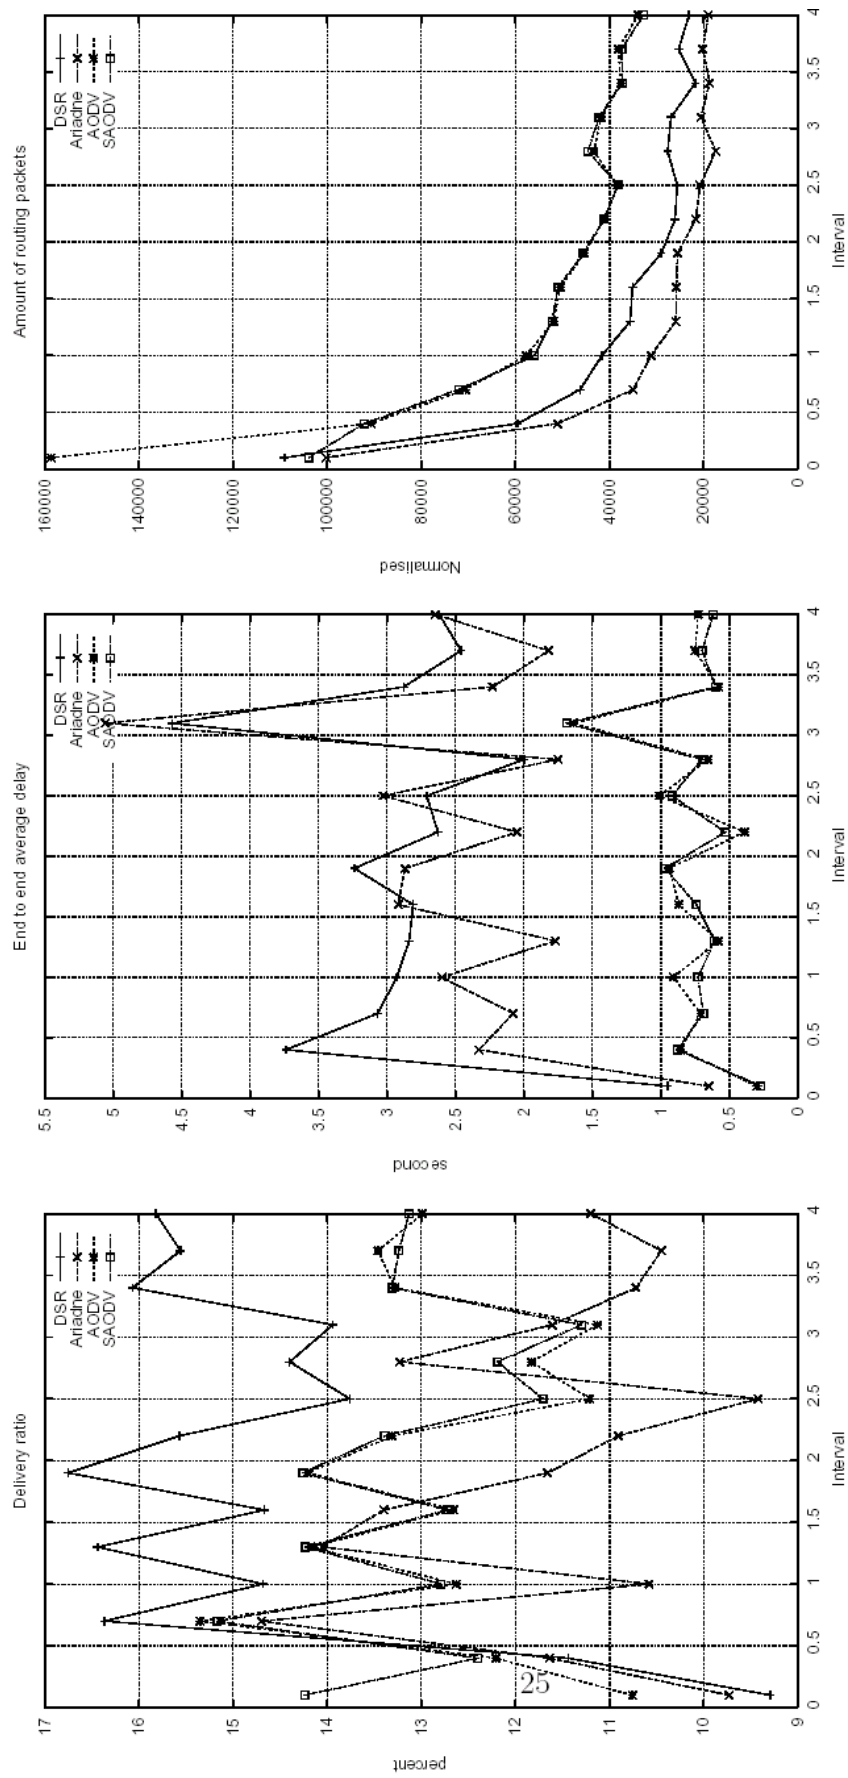 Delivery ratio
DSR
Ariadne
AODV
SAODV
17
16
15
14
13
12
11
10
9
percent
0
0.5
1
1.5
2
2.5
3
3.5
4
Interval
End to end average delay
DSR
Ariadne
AODV
SAODV
5.5
5
4.5
4
3.5
3
2.5
2
1.5
1
0.5
0
second
0
0.5
1
1.5
2
2.5
3
3.5
4
Interval
Amount of routing packets
DSR
Ariadne
AODV
SAODV
160000
140000
120000
100000
80000
60000
40000
20000
0
Normalised
0
0.5
1
1.5
2
2.5
3
3.5
4
Interval
25